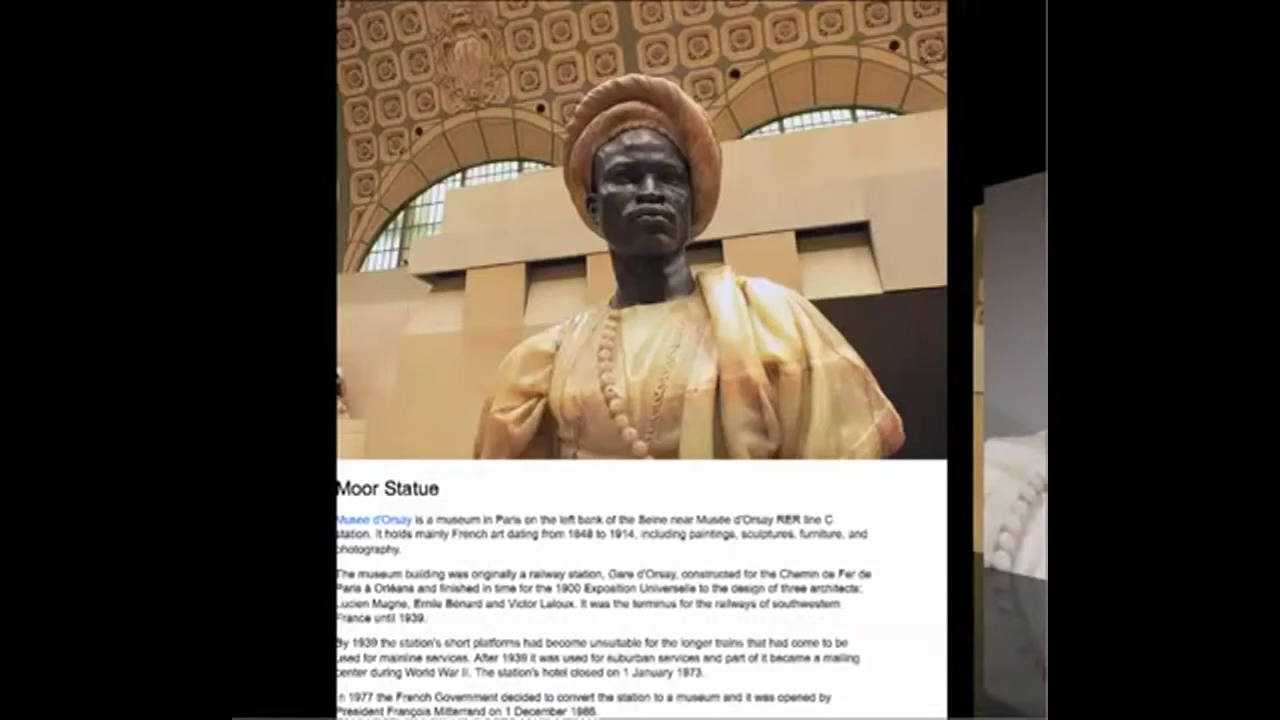 Moor Statue
Musee d'Orsay is a museum in Paris on the left bank of the Seine near Musée d'Orsay RER line C
station. It holds mainly French art dating from 1848 to 1914, including paintings, sculptures, furniture, and
photography.
The museum building was originally a railway station, Gare d'Orsay, constructed for the Chemin de Fer de
Paris à Orléans and finished in time for the 1900 Exposition Universelle to the design of three architects:
Lucien Magne, Émile Bénard and Victor Laloux. It was the terminus for the railways of southwestern
France until 1939.
By 1939 the station's short platforms had become unsuitable for the longer trains that had come to be
used for mainline services. After 1939 it was used for suburban services and part of it became a mailing
center during World War II. The station's hotel closed on 1 January 1973.
In 1977 the French Government decided to convert the station to a museum and it was opened by
President François Mitterrand on 1 December 1986.